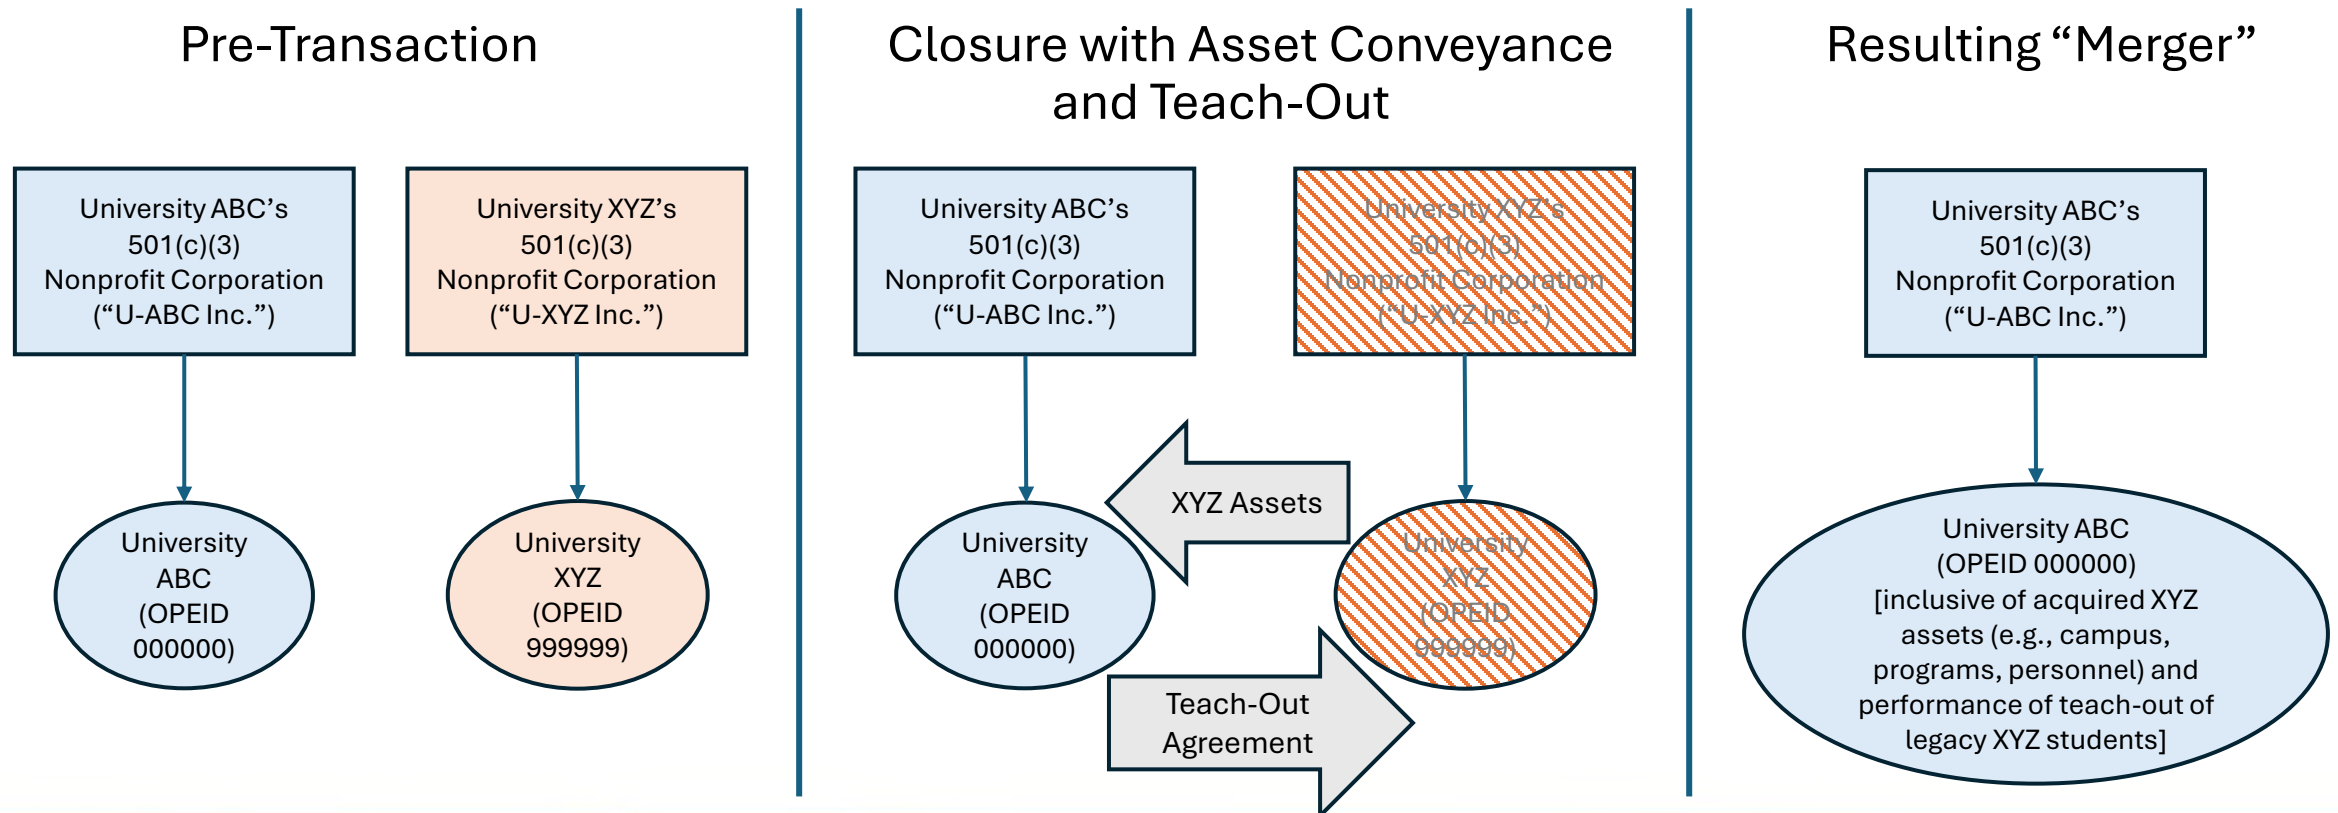 Pre-Transaction
University ABC’s
501(c)(3)
Nonprofit Corporation
(“U-ABC Inc.”)
University XYZ’s
501(c)(3)
Nonprofit Corporation
(“U-XYZ Inc.”)
University
ABC
(OPEID
000000)
University
XYZ
(OPEID
999999)
Closure with Asset Conveyance
and Teach-Out
University ABC’s
501(c)(3)
Nonprofit Corporation
(“U-ABC Inc.”)
University XYZ’s
501(c)(3)
Nonprofit Corporation
(“U-XYZ Inc.”)
XYZ Assets
University
ABC
(OPEID
000000)
University
XYZ
(OPEID
999999)
Teach-Out
Agreement
Resulting “Merger”
University ABC’s
501(c)(3)
Nonprofit Corporation
(“U-ABC Inc.”)
University ABC
(OPEID 000000)
[inclusive of acquired XYZ
assets (e.g., campus,
programs, personnel) and
performance of teach-out of
legacy XYZ students]